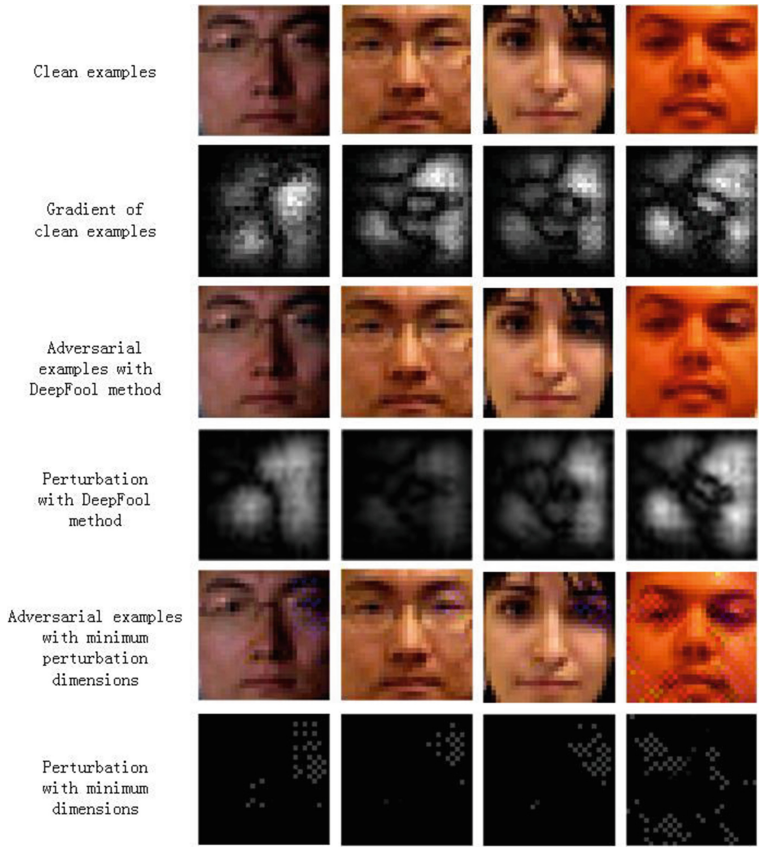 Clean examples
Gradient of
clean examples
Adversarial
examples with
DeepFool method
Perturbation
with DeepFool
method
Adversarial examples
with minimum
perturbation
dimensions
Perturbation
with minimum
dimensions